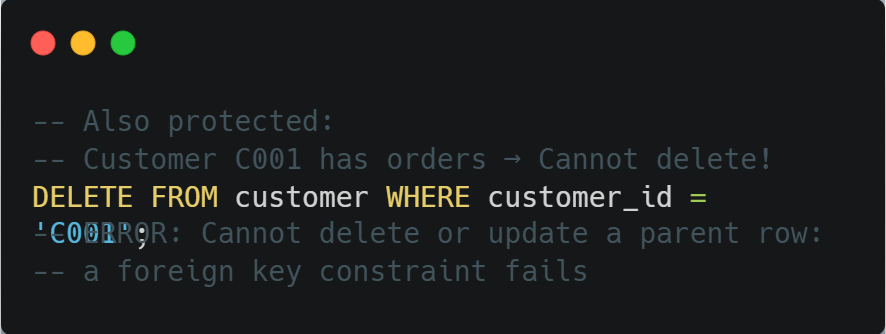 -- Also protected:
-- Customer C001 has orders → Cannot delete!
DELETE FROM customer WHERE customer_id =
'C001';
-- ERROR: Cannot delete or update a parent row:
-- a foreign key constraint fails